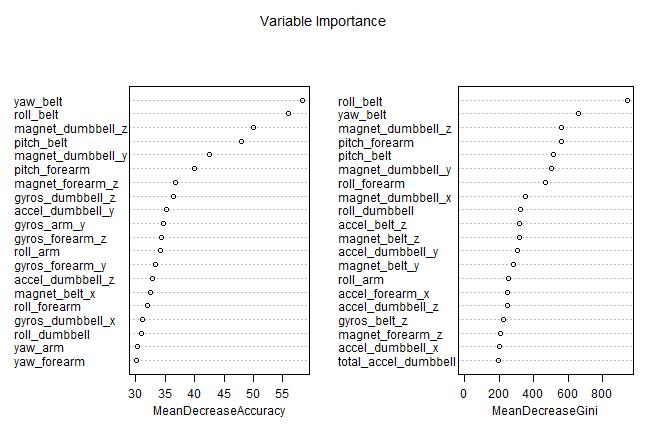 Variable Importance
yaw_belt
roll_belt
magnet_dumbbell_z
pitch_belt
magnet_dumbbell_y
pitch_forearm
magnet_forearm_z
gyros_dumbbell_z
accel_dumbbell_y
gyros_arm_y
gyros_forearm_z
roll_arm
gyros_forearm_y
accel_dumbbell_z
magnet_belt_x
roll_forearm
gyros_dumbbell_x
roll_dumbbell
yaw_arm
yaw_forearm
30 35 40 45 50 55
MeanDecreaseAccuracy
roll_belt
yaw_belt
magnet_dumbbell_z
pitch_forearm
pitch_belt
magnet_dumbbell_y
roll_forearm
magnet_dumbbell_x
roll_dumbbell
accel_belt_z
magnet_belt_z
accel_dumbbell_y
magnet_belt_y
roll_arm
accel_forearm_x
accel_dumbbell_z
gyros_belt_z
magnet_forearm_z
accel_dumbbell_x
total_accel_dumbbell
0 200 400 600 800
MeanDecreaseGini